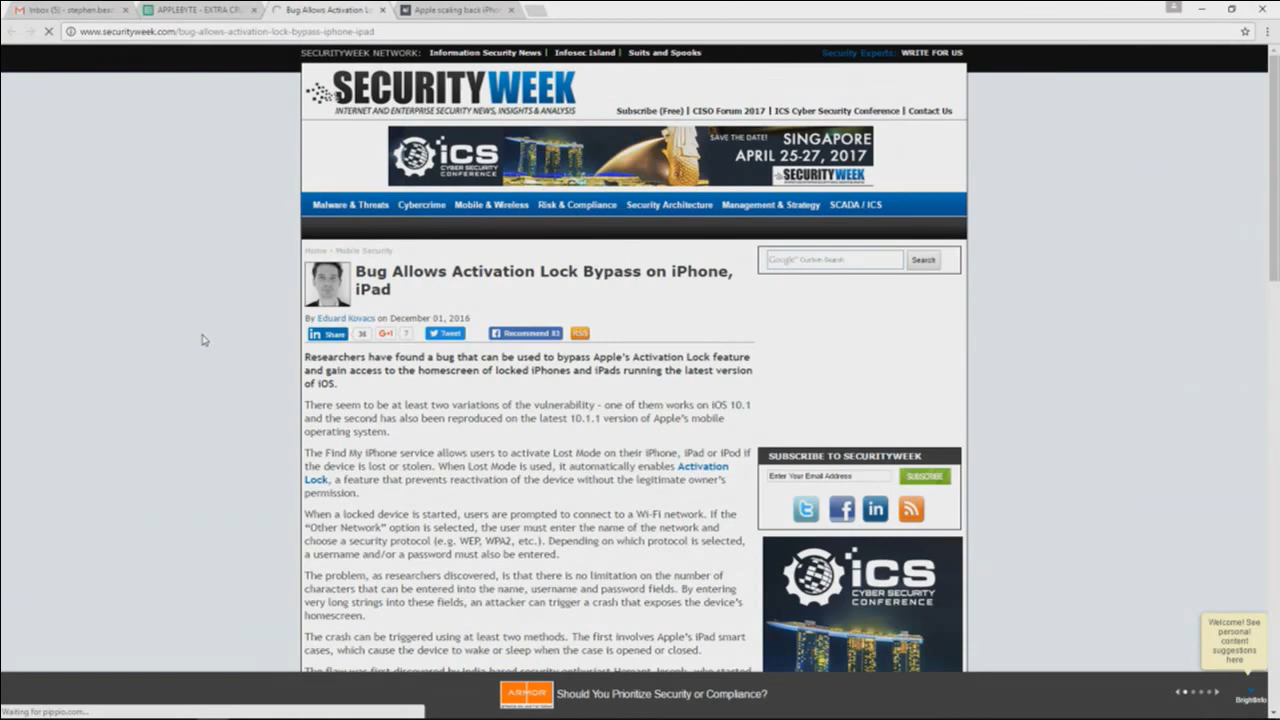 Inbox (5) - stephen.bea
APPLEBYTE - EXTRA CR
Bug Allows Activation Lo
Apple scaling back iPho
www.securityweek.com/bug-allows-activation-lock-bypass-iphone-ipad
SECURITYWEEK NETWORK: Information Security News | Infosec Island | Suits and Spooks
Security Experts: WRITE FOR US
SECURITYWEEK
INTERNET AND ENTERPRISE SECURITY NEWS, INSIGHTS & ANALYSIS
Subscribe (Free) | CISO Forum 2017 | ICS Cyber Security Conference | Contact Us
iCS
CYBER SECURITY
CONFERENCE
SAVE THE DATE! SINGAPORE
APRIL 25-27, 2017
SECURITYWEEK
Malware & Threats Cybercrime Mobile & Wireless Risk & Compliance Security Architecture Management & Strategy SCADA / ICS
Home › Mobile Security
Bug Allows Activation Lock Bypass on iPhone,
iPad
By Eduard Kovacs on December 01, 2016
in Share 36 G+1 7 Tweet Recommend 83 RSS
Researchers have found a bug that can be used to bypass Apple's Activation Lock feature
and gain access to the homescreen of locked iPhones and iPads running the latest version
of iOS.
There seem to be at least two variations of the vulnerability - one of them works on iOS 10.1
and the second has also been reproduced on the latest 10.1.1 version of Apple's mobile
operating system.
The Find My iPhone service allows users to activate Lost Mode on their iPhone, iPad or iPod if
the device is lost or stolen. When Lost Mode is used, it automatically enables Activation
Lock, a feature that prevents reactivation of the device without the legitimate owner's
permission.
When a locked device is started, users are prompted to connect to a Wi-Fi network. If the
"Other Network" option is selected, the user must enter the name of the network and
choose a security protocol (e.g. WEP, WPA2, etc.). Depending on which protocol is selected,
a username and/or a password must also be entered.
The problem, as researchers discovered, is that there is no limitation on the number of
characters that can be entered into the name, username and password fields. By entering
very long strings into these fields, an attacker can trigger a crash that exposes the device's
homescreen.
The crash can be triggered using at least two methods. The first involves Apple's iPad smart
cases, which cause the device to wake or sleep when the case is opened or closed.
The flaw was first discovered by India-based security enthusiast Hemant Joseph, who started
Google Custom Search Search
SUBSCRIBE TO SECURITYWEEK
Enter Your Email Address SUBSCRIBE
iCS
CYBER SECURITY
CONFERENCE
Welcome! See
personal
content
suggestions
here
BrightInfo
ARMOR Should You Prioritize Security or Compliance?
Waiting for pippio.com...